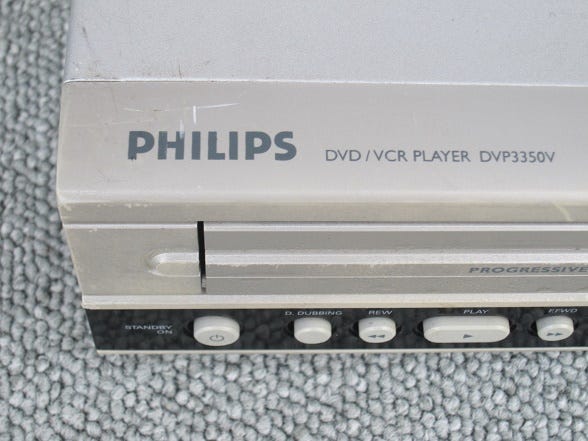 PHILIPS DVD / VCR PLAYER DVP3350V
PROGRESSIVE
STANDBY
ON
D. DUBBING REW PLAY F.FWD